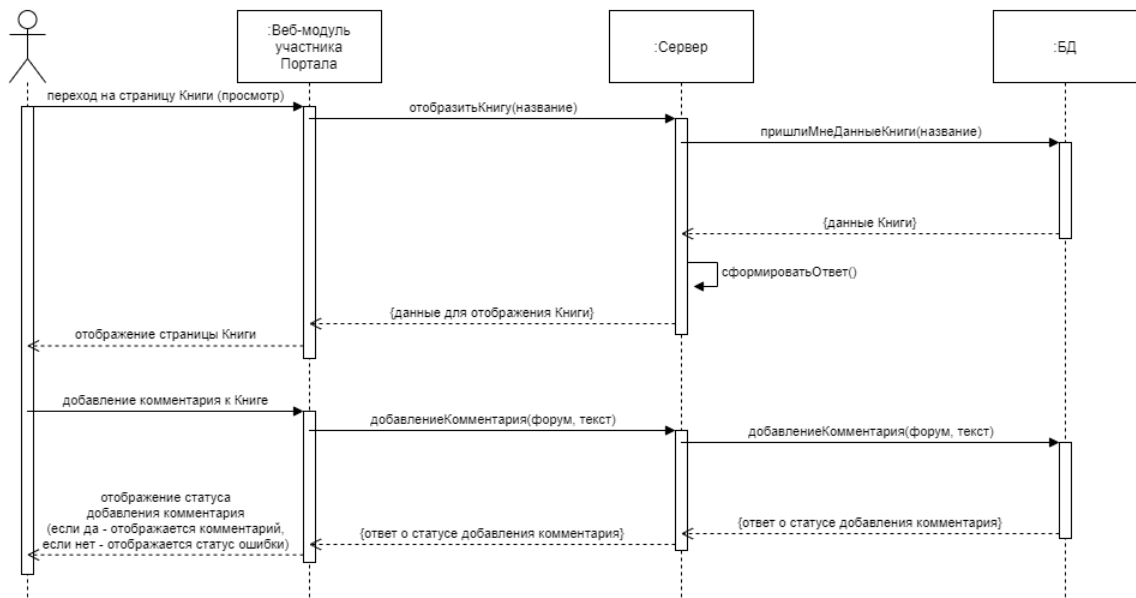 :Веб-модуль
участника
Портала
:Сервер
:БД
переход на страницу Книги (просмотр)
отобразитьКнигу(название)
пришлиМнеДанныеКниги(название)
{данные Книги}
сформироватьОтвет()
{данные для отображения Книги}
отображение страницы Книги
добавление комментария к Книге
добавлениеКомментария(форум, текст)
добавлениеКомментария(форум, текст)
отображение статуса
добавления комментария
(если да - отображается комментарий,
если нет - отображается статус ошибки)
{ответ о статусе добавления комментария}
{ответ о статусе добавления комментария}